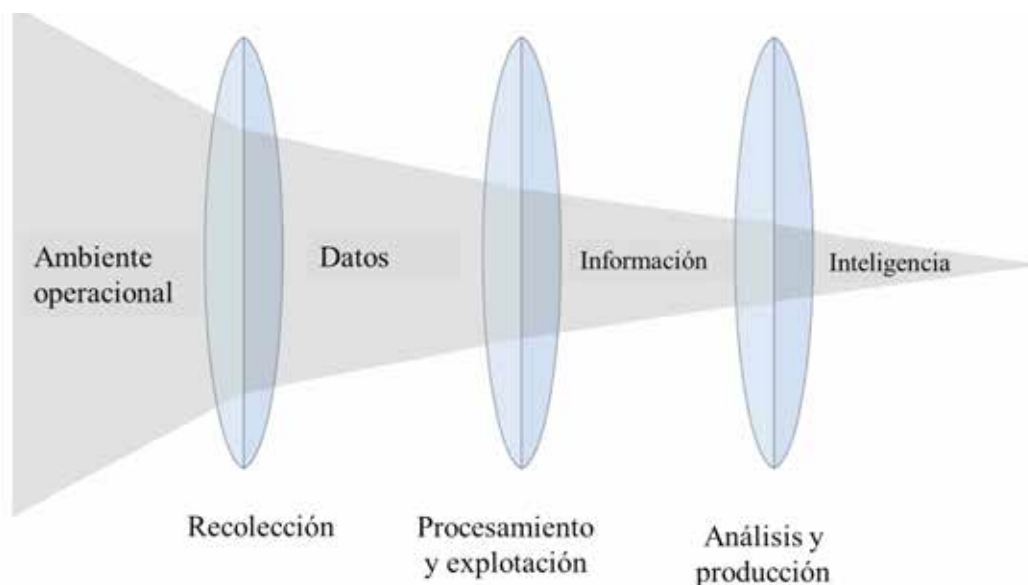 Ambiente
operacional
Datos
Información
Inteligencia
Recolección
Procesamiento
y explotación
Análisis y
producción